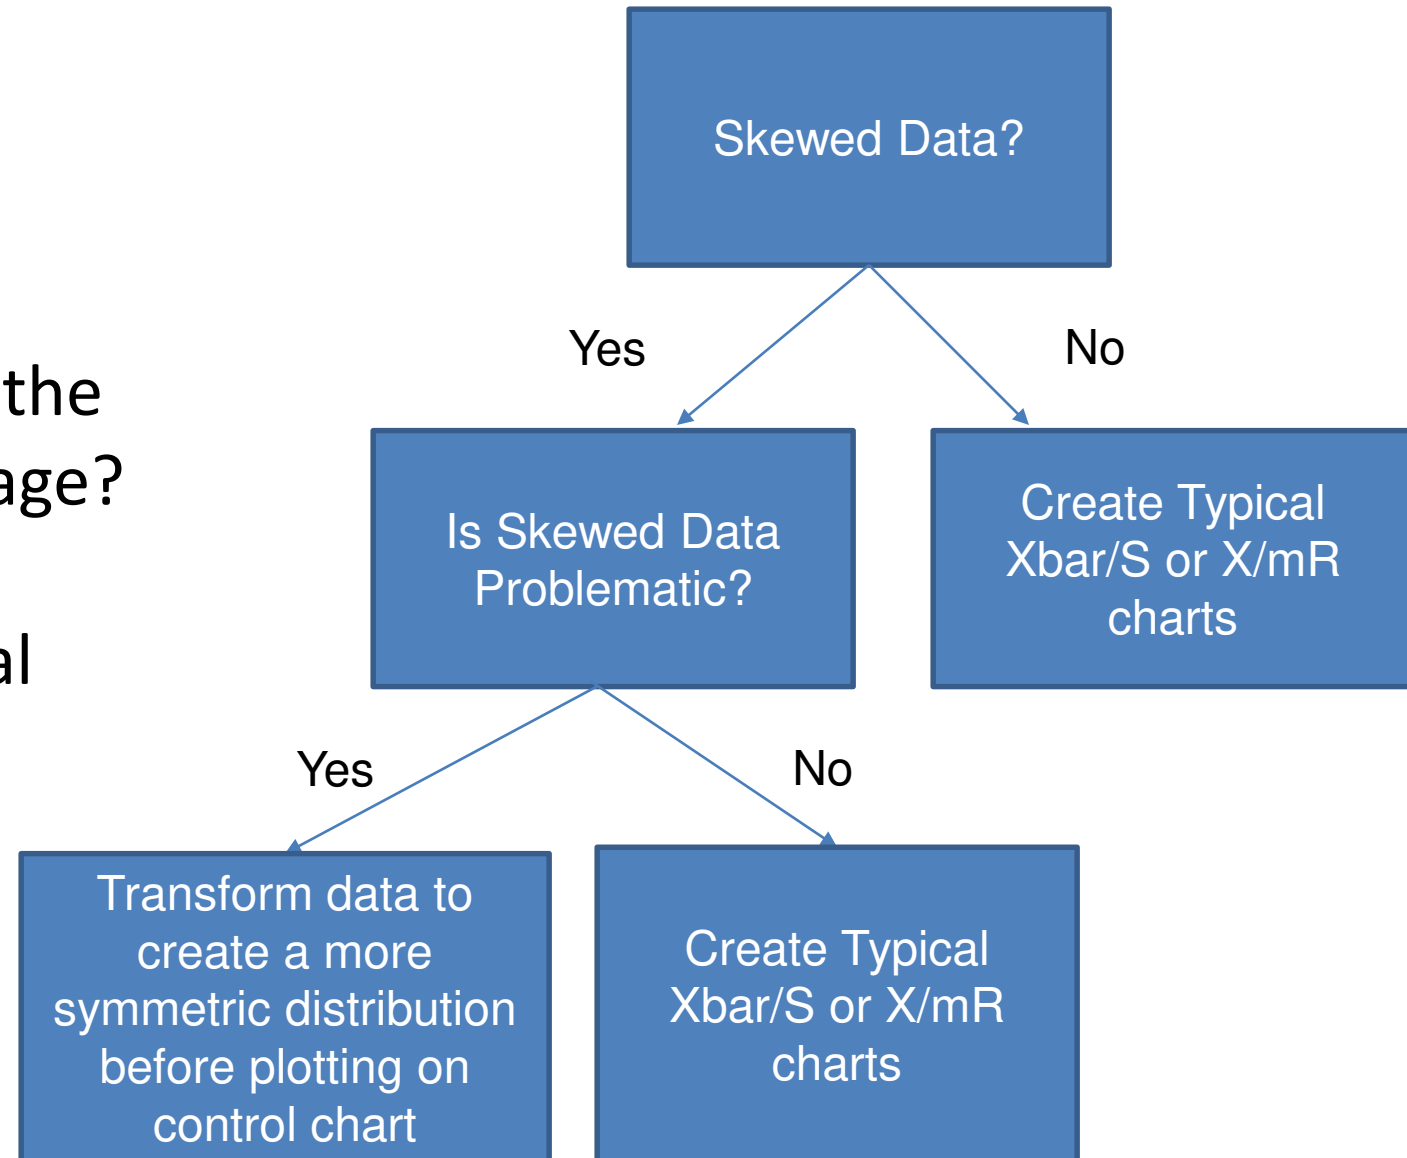 Skewed Data?
Yes
No
the
age?
al
Is Skewed Data
Problematic?
Create Typical
Xbar/S or X/mR
charts
Yes
No
Transform data to
create a more
symmetric distribution
before plotting on
control chart
Create Typical
Xbar/S or X/mR
charts